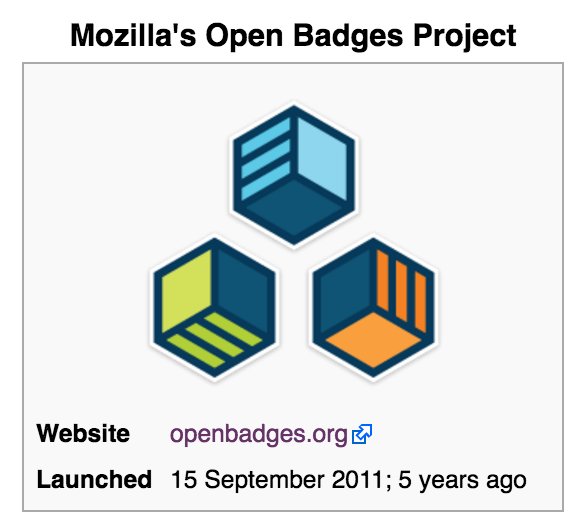 Mozilla's Open Badges Project
Website openbadges.org
Launched 15 September 2011; 5 years ago